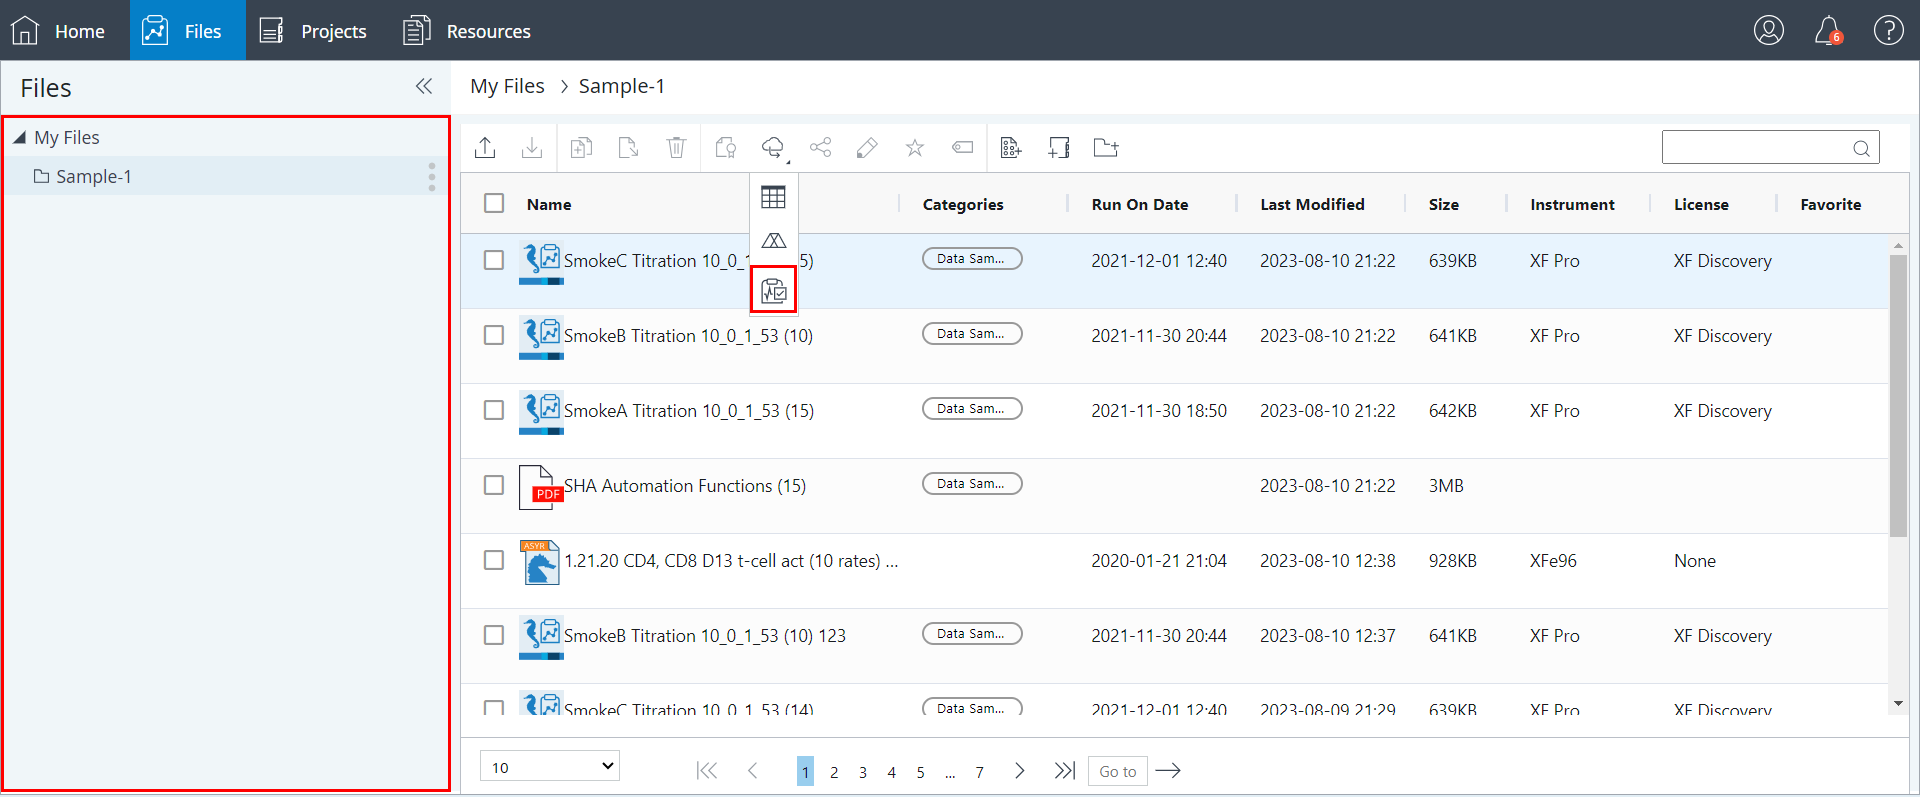 Home Files Projects Resources 6
Files
My Files
Sample-1
My Files > Sample-1
Name Categories Run On Date Last Modified Size Instrument License Favorite
Data Sam... 2021-12-01 12:40 2023-08-10 21:22 639KB XF Pro XF Discovery
SmokeC Titration 10_0_1 5)
SmokeB Titration 10_0_1_53 (10) Data Sam... 2021-11-30 20:44 2023-08-10 21:22 641KB XF Pro XF Discovery
SmokeA Titration 10_0_1_53 (15) Data Sam... 2021-11-30 18:50 2023-08-10 21:22 642KB XF Pro XF Discovery
PDF SHA Automation Functions (15) Data Sam... 2023-08-10 21:22 3MB
ASYR 1.21.20 CD4, CD8 D13 t-cell act (10 rates) ... 2020-01-21 21:04 2023-08-10 12:38 928KB XFe96 None
SmokeB Titration 10_0_1_53 (10) 123 Data Sam... 2021-11-30 20:44 2023-08-10 12:37 641KB XF Pro XF Discovery
SmokeC Titration 10_0_1_53 (14) Data Sam... 2021-12-01 12:40 2023-08-09 21:29 639KB XF Pro XF Discovery
10 1 2 3 4 5 ... 7 Go to